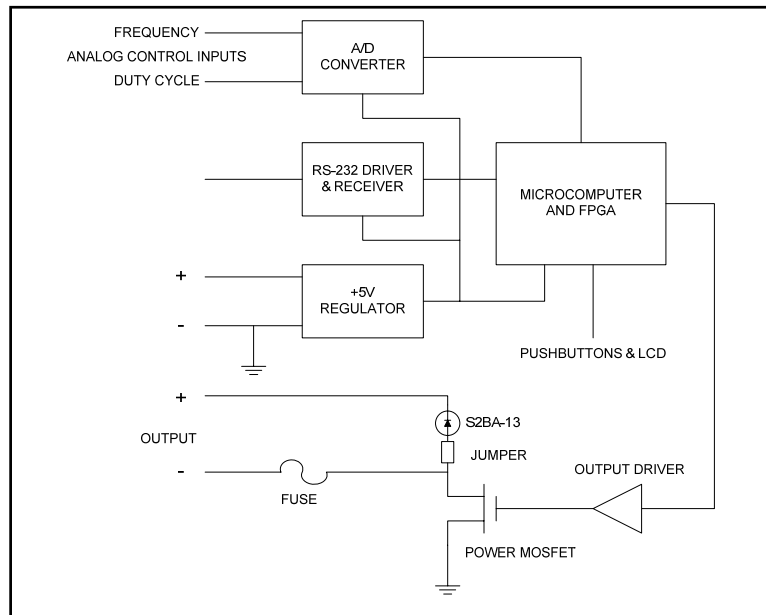 FREQUENCY
ANALOG CONTROL INPUTS
DUTY CYCLE
A/D
CONVERTER
RS-232 DRIVER
& RECEIVER
MICROCOMPUTER
AND FPGA
+
-
+5V
REGULATOR
PUSHBUTTONS & LCD
+
OUTPUT
-
FUSE
S2BA-13
JUMPER
OUTPUT DRIVER
POWER MOSFET